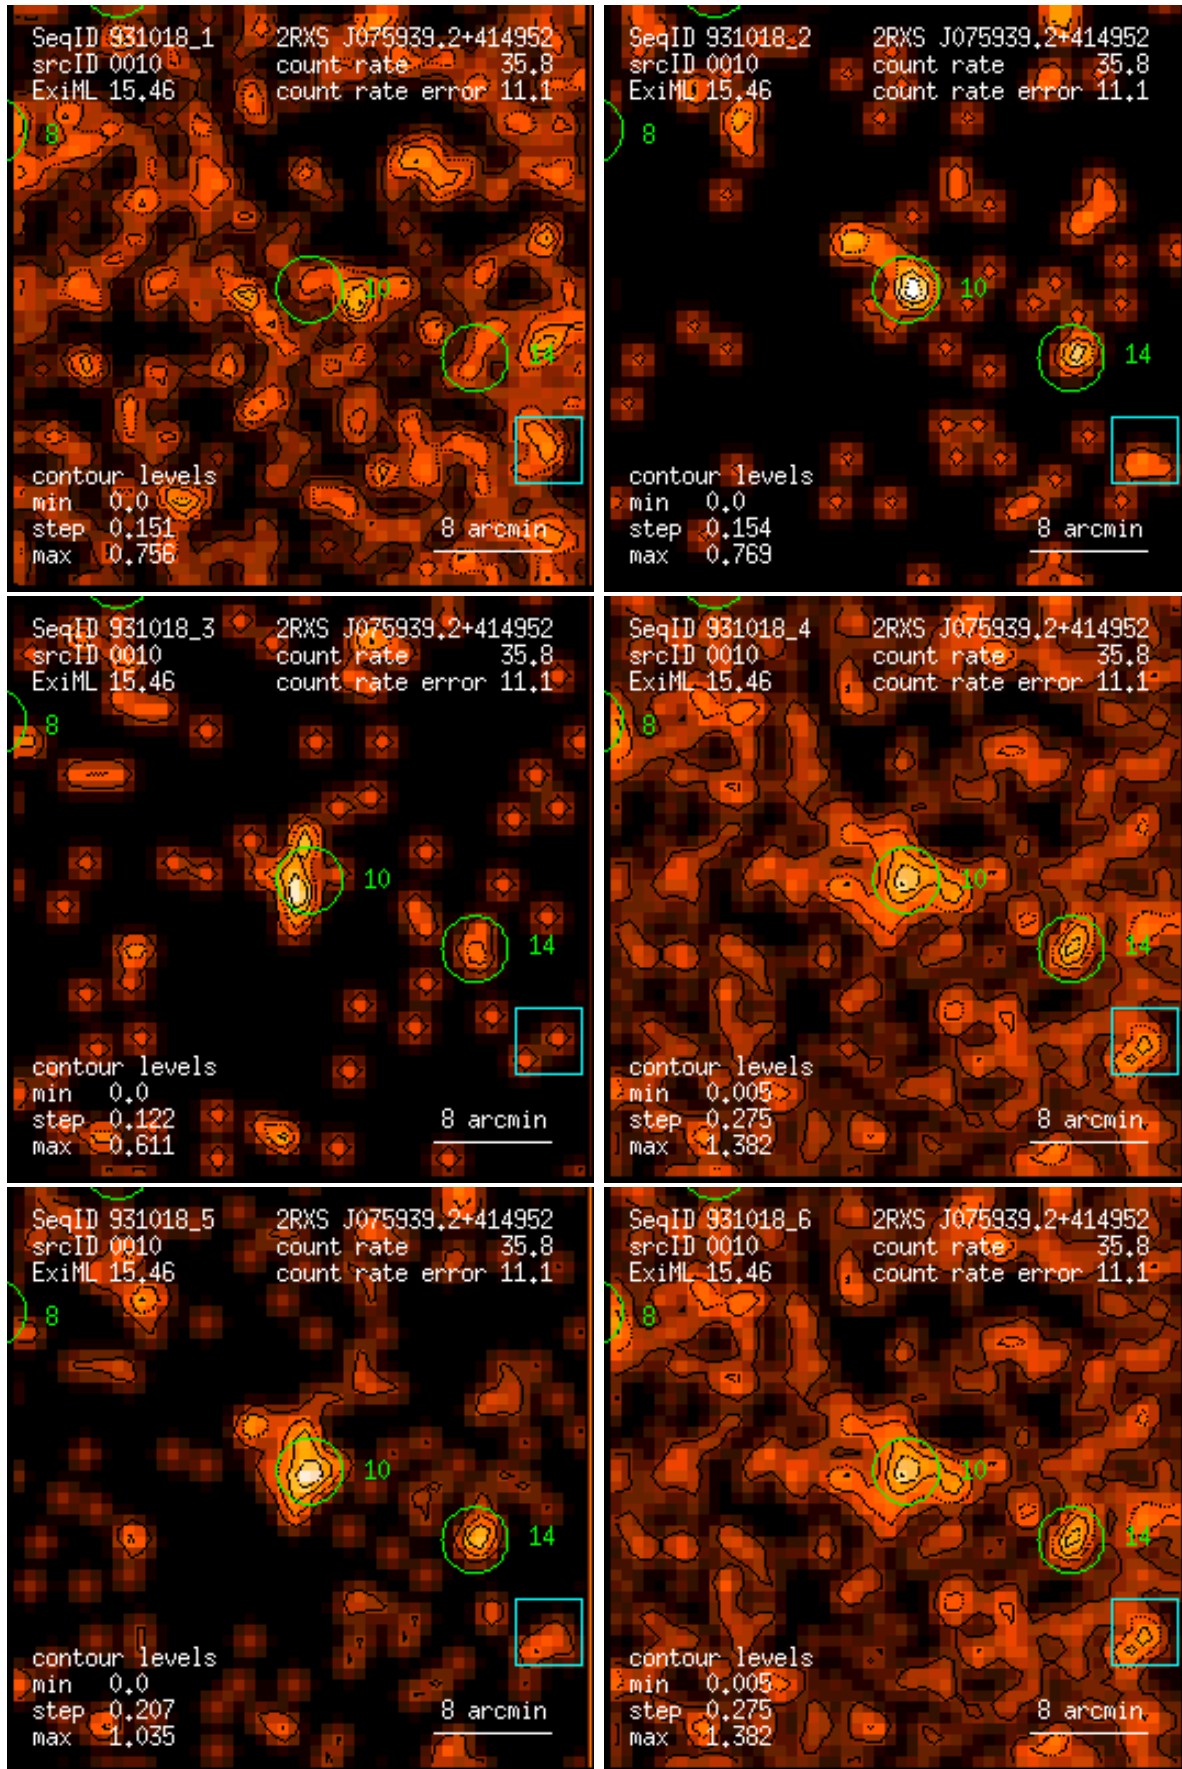 SeqID 931018_1 2RXS J075939.2+414952
srcID 0010 count rate 35.8
ExiML 15.46 count rate error 11.1
8
10
14
contour levels
min 0.0
step 0.151 8 arcmin
max 0.756
SeqID 931018_2 2RXS J075939.2+414952
srcID 0010 count rate 35.8
ExiML 15.46 count rate error 11.1
8
10
14
contour levels
min 0.0
step 0.154 8 arcmin
max 0.769
SeqID 931018_3 2RXS J075939.2+414952
srcID 0010 count rate 35.8
ExiML 15.46 count rate error 11.1
8
10
14
contour levels
min 0.0
step 0.122 8 arcmin
max 0.611
SeqID 931018_4 2RXS J075939.2+414952
srcID 0010 count rate 35.8
ExiML 15.46 count rate error 11.1
8
10
14
contour levels
min 0.005
step 0.275 8 arcmin
max 1.382
SeqID 931018_5 2RXS J075939.2+414952
srcID 0010 count rate 35.8
ExiML 15.46 count rate error 11.1
8
10
14
contour levels
min 0.0
step 0.207 8 arcmin
max 1.035
SeqID 931018_6 2RXS J075939.2+414952
srcID 0010 count rate 35.8
ExiML 15.46 count rate error 11.1
8
10
14
contour levels
min 0.005
step 0.275 8 arcmin
max 1.382